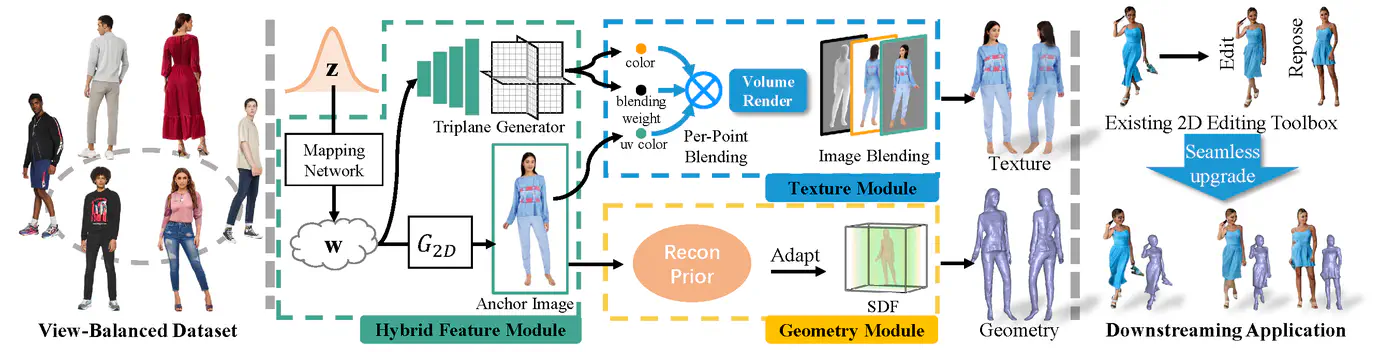 View-Balanced Dataset
z
Mapping
Network
w
G2D
Triplane Generator
Anchor Image
Hybrid Feature Module
color
blending
weight
uv color
Per-Point
Blending
Volume
Render
Image Blending
Texture Module
Recon
Prior
Adapt
SDF
Geometry Module
Texture
Geometry
Edit
Repose
Existing 2D Editing Toolbox
Seamless
upgrade
Downstreaming Application